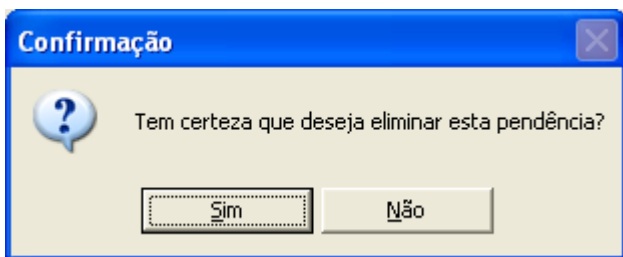 Confirmação
Tem certeza que deseja eliminar esta pendência?
Sim Não